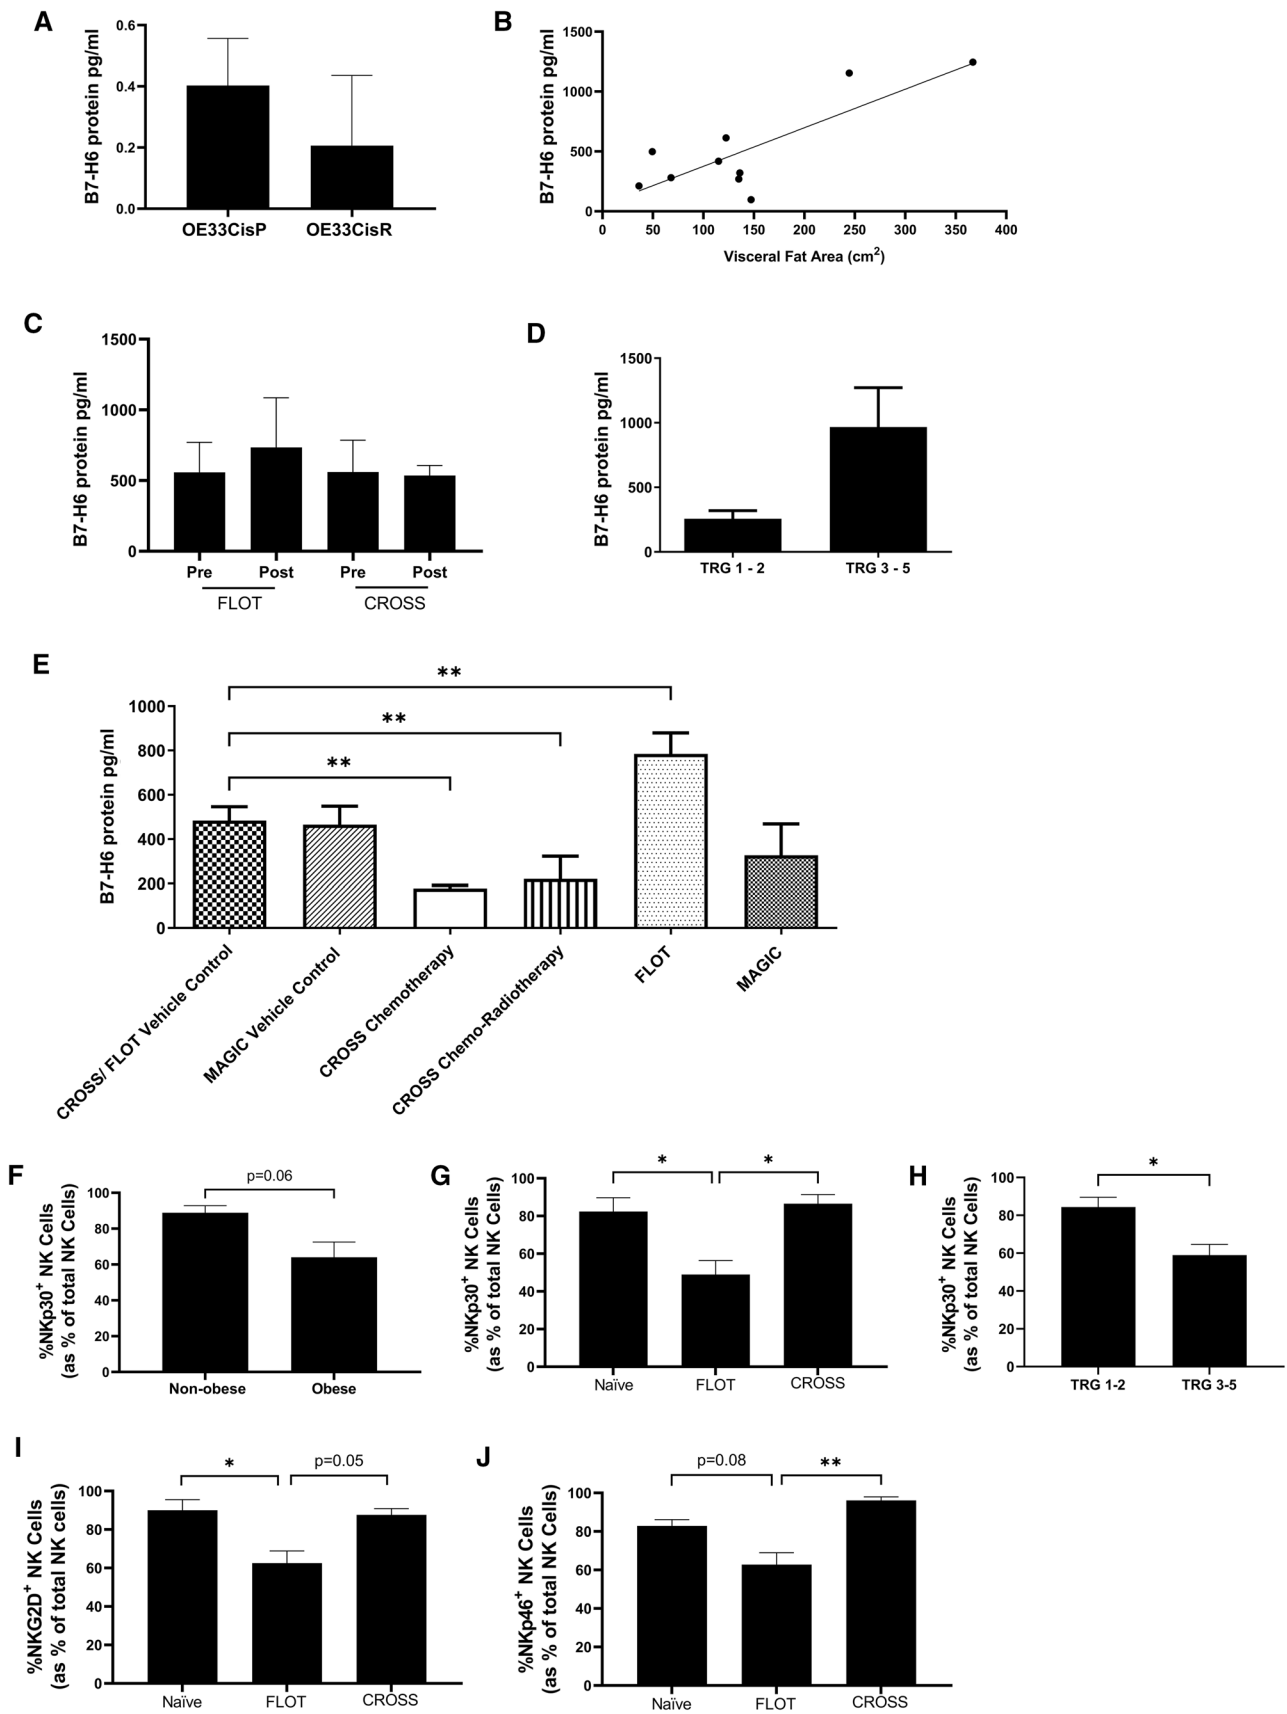 A
B7-H6 protein pg/ml
0.6
0.4
0.2
0.0
OE33CisP
OE33CisR
B
B7-H6 protein pg/ml
1500
1000
500
0
0
50
100
150
200
250
300
350
400
Visceral Fat Area (cm2)
C
B7-H6 protein pg/ml
1500
1000
500
0
Pre
Post
Pre
Post
FLOT
CROSS
D
B7-H6 protein pg/ml
1500
1000
500
0
TRG 1 - 2
TRG 3 - 5
E
B7-H6 protein pg/ml
1000
800
600
400
200
0
**
**
**
CROSS/ FLOT Vehicle Control
MAGIC Vehicle Control
CROSS Chemotherapy
CROSS Chemo-Radiotherapy
FLOT
MAGIC
F
%NKp30+ NK Cells
(as % of total NK Cells)
100
80
60
40
20
0
p=0.06
Non-obese
Obese
G
%NKp30+ NK Cells
(as % of total NK Cells)
100
80
60
40
20
0
*
*
Naïve
FLOT
CROSS
H
%NKp30+ NK Cells
(as % of total NK Cells)
100
80
60
40
20
0
*
TRG 1-2
TRG 3-5
I
%NKG2D+ NK Cells
(as % of total NK cells)
100
80
60
40
20
0
*
p=0.05
Naïve
FLOT
CROSS
J
%NKp46+ NK Cells
(as % of total NK Cells)
100
80
60
40
20
0
p=0.08
**
Naïve
FLOT
CROSS